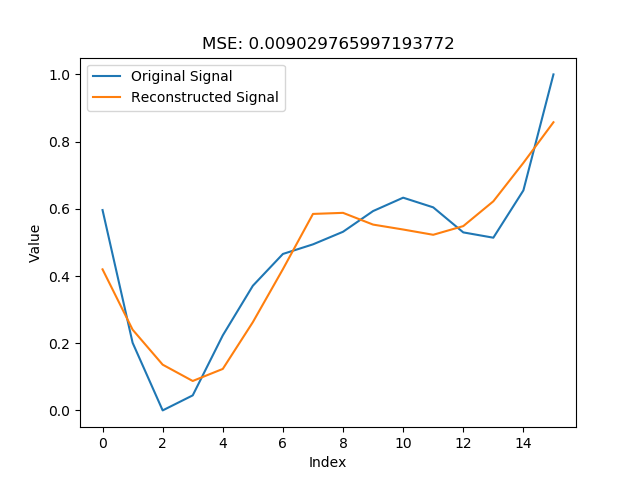 MSE: 0.009029765997193772
Original Signal
Reconstructed Signal
1.0
0.8
0.6
0.4
0.2
0.0
Value
0 2 4 6 8 10 12 14
Index